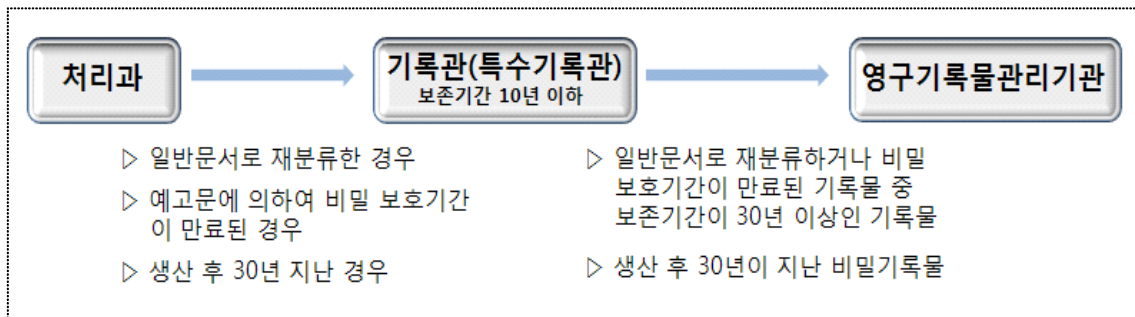 처리과
기록관(특수기록관)
보존기간 10년 이하
영구기록물관리기관
▷ 일반문서로 재분류한 경우
▷ 예고문에 의하여 비밀 보호기간
이 만료된 경우
▷ 생산 후 30년 지난 경우
▷ 일반문서로 재분류하거나 비밀
보호기간이 만료된 기록물 중
보존기간이 30년 이상인 기록물
▷ 생산 후 30년이 지난 비밀기록물